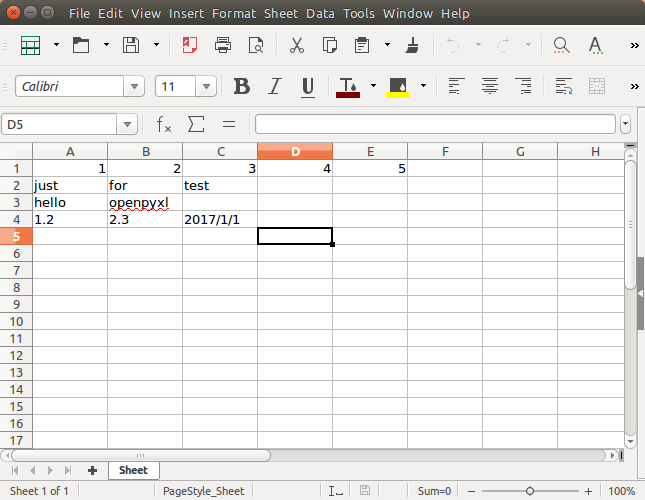 File Edit View Insert Format Sheet Data Tools Window Help
Calibri 11 B I U T
D5 fx Σ =
A B C D E F G H
1 1 2 3 4 5
2 just for test
3 hello openpyxl
4 1.2 2.3 2017/1/1
5
6
7
8
9
10
11
12
13
14
15
16
17
Sheet
Sheet 1 of 1 PageStyle_Sheet Sum=0 100%